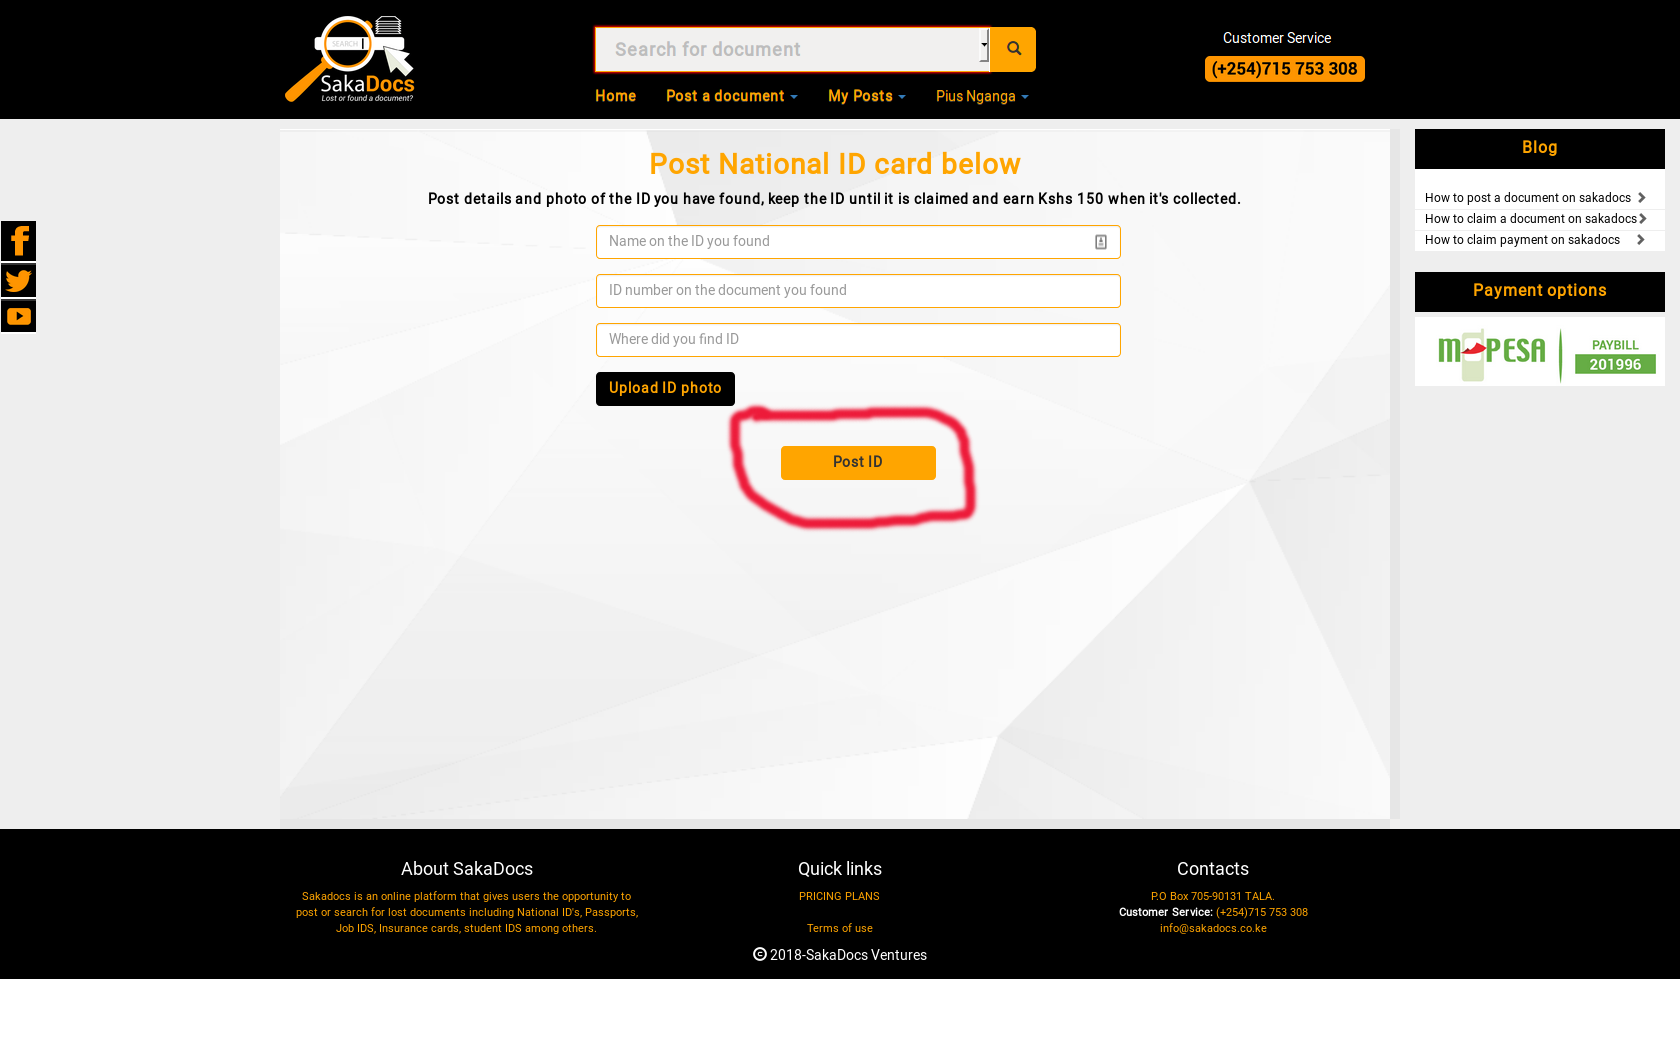 SEARCH
SakaDocs
Lost or found a document?
Search for document
Customer Service
(+254)715 753 308
Home
Post a document
My Posts
Pius Nganga
Post National ID card below
Post details and photo of the ID you have found, keep the ID until it is claimed and earn Kshs 150 when it's collected.
Name on the ID you found
ID number on the document you found
Where did you find ID
Upload ID photo
Post ID
Blog
How to post a document on sakadocs
How to claim a document on sakadocs
How to claim payment on sakadocs
Payment options
M PESA
PAYBILL
201996
About SakaDocs
Sakadocs is an online platform that gives users the opportunity to
post or search for lost documents including National ID's, Passports,
Job IDS, Insurance cards, student IDS among others.
Quick links
PRICING PLANS
Terms of use
Contacts
P.O Box 705-90131 TALA.
Customer Service: (+254)715 753 308
info@sakadocs.co.ke
© 2018-SakaDocs Ventures